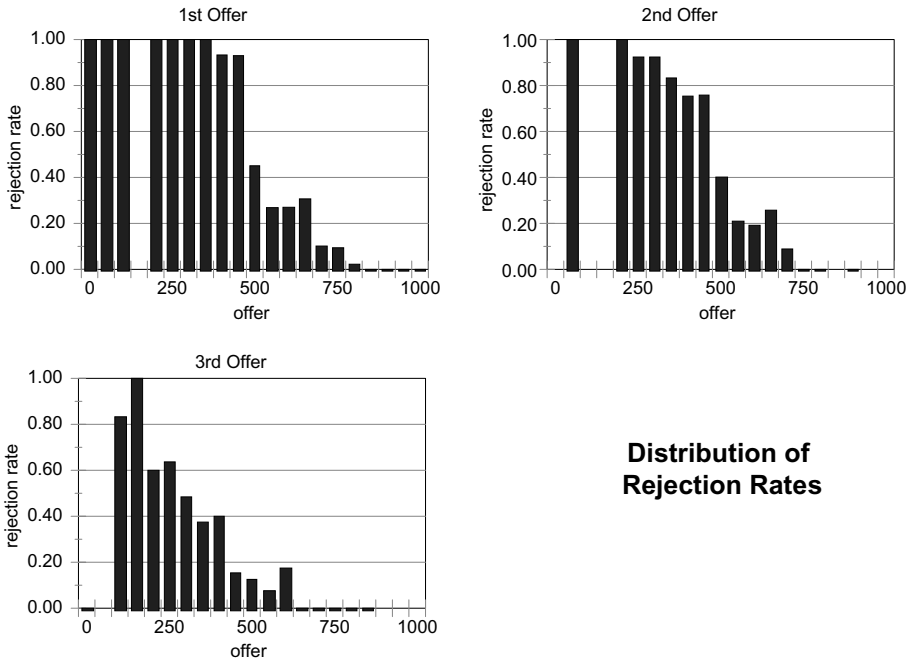 1st Offer
1.00
0.80
0.60
0.40
0.20
0.00
rejection rate
0 250 500 750 1000
offer
2nd Offer
1.00
0.80
0.60
0.40
0.20
0.00
rejection rate
0 250 500 750 1000
offer
3rd Offer
1.00
0.80
0.60
0.40
0.20
0.00
rejection rate
0 250 500 750 1000
offer
Distribution of
Rejection Rates